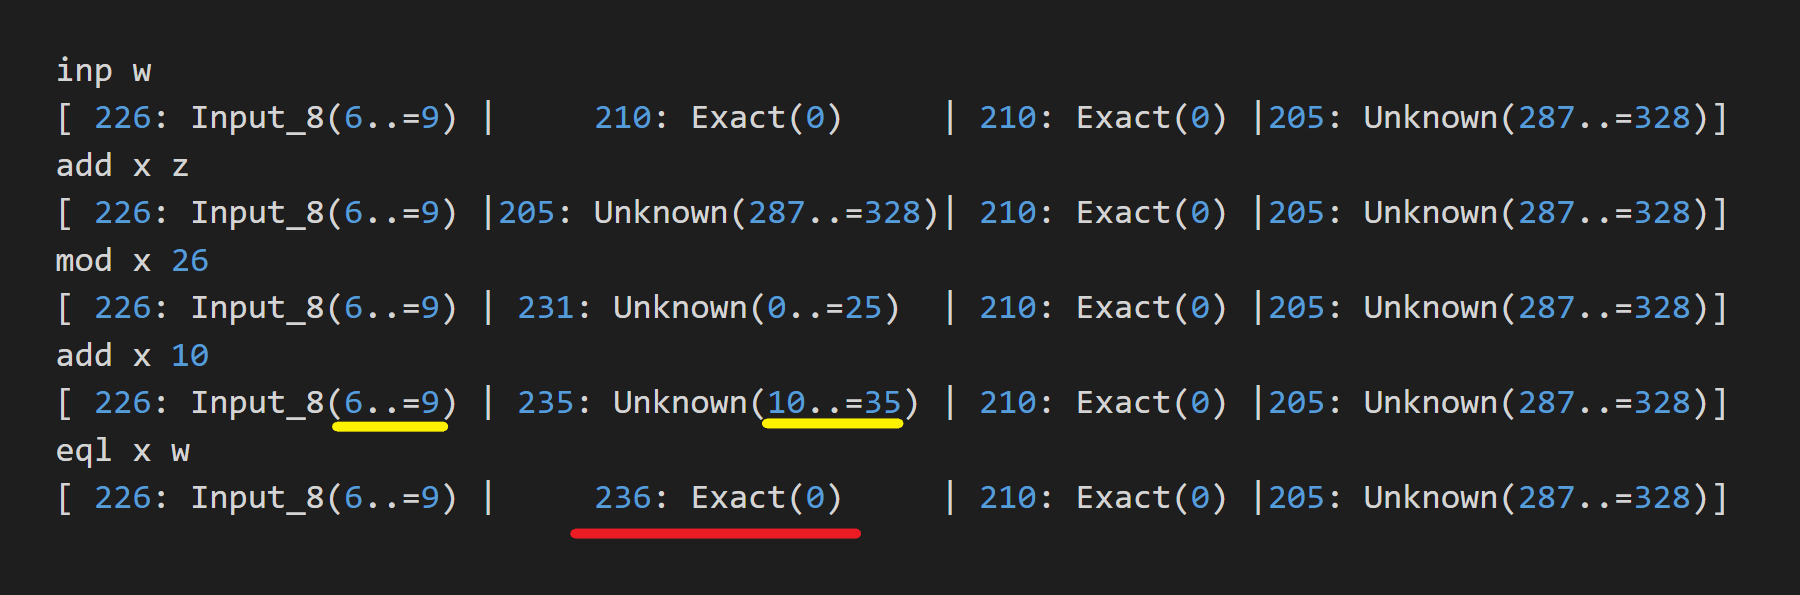 inp w
[ 226: Input_8(6..=9) | 210: Exact(0) | 210: Exact(0) |205: Unknown(287..=328)]
add x z
[ 226: Input_8(6..=9) |205: Unknown(287..=328)| 210: Exact(0) |205: Unknown(287..=328)]
mod x 26
[ 226: Input_8(6..=9) | 231: Unknown(0..=25) | 210: Exact(0) |205: Unknown(287..=328)]
add x 10
[ 226: Input_8(6..=9) | 235: Unknown(10..=35) | 210: Exact(0) |205: Unknown(287..=328)]
eql x w
[ 226: Input_8(6..=9) | 236: Exact(0) | 210: Exact(0) |205: Unknown(287..=328)]